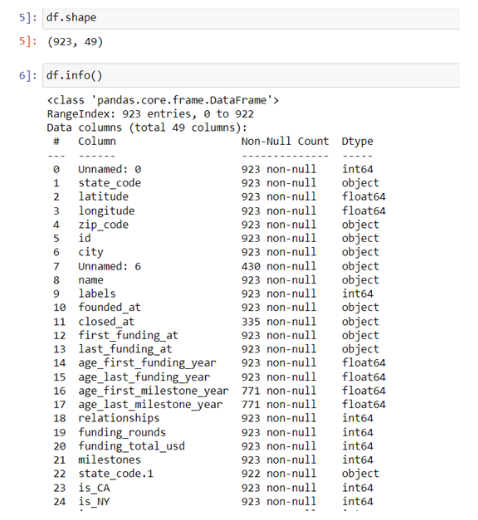 5]: df.shape
5]: (923, 49)
6]: df.info()
<class 'pandas.core.frame.DataFrame'>
RangeIndex: 923 entries, 0 to 922
Data columns (total 49 columns):
 #   Column                    Non-Null Count  Dtype
---  ------                    --------------  -----
 0   Unnamed: 0                923 non-null    int64
 1   state_code                923 non-null    object
 2   latitude                  923 non-null    float64
 3   longitude                 923 non-null    float64
 4   zip_code                  923 non-null    object
 5   id                        923 non-null    object
 6   city                      923 non-null    object
 7   Unnamed: 6                430 non-null    object
 8   name                      923 non-null    object
 9   labels                    923 non-null    int64
 10  founded_at                923 non-null    object
 11  closed_at                 335 non-null    object
 12  first_funding_at          923 non-null    object
 13  last_funding_at           923 non-null    object
 14  age_first_funding_year    923 non-null    float64
 15  age_last_funding_year     923 non-null    float64
 16  age_first_milestone_year  771 non-null    float64
 17  age_last_milestone_year   771 non-null    float64
 18  relationships             923 non-null    int64
 19  funding_rounds            923 non-null    int64
 20  funding_total_usd         923 non-null    int64
 21  milestones                923 non-null    int64
 22  state_code.1              922 non-null    object
 23  is_CA                     923 non-null    int64
 24  is_NY                     923 non-null    int64